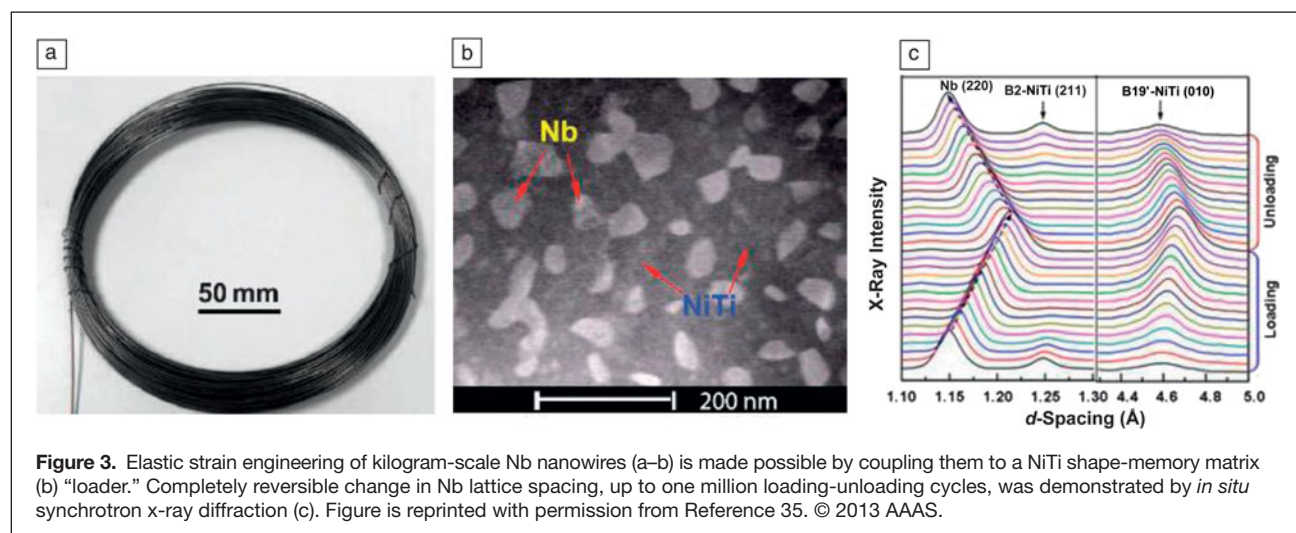 a
50 mm
b
Nb
NiTi
200 nm
c
Nb (220)
B2-NiTi (211)
B19'-NiTi (010)
X-Ray Intensity
Unloading
Loading
1.10 1.15 1.20 1.25 1.30 4.4 4.6 4.8 5.0
d-Spacing (Å)
Figure 3. Elastic strain engineering of kilogram-scale Nb nanowires (a–b) is made possible by coupling them to a NiTi shape-memory matrix
(b) “loader.” Completely reversible change in Nb lattice spacing, up to one million loading-unloading cycles, was demonstrated by in situ
synchrotron x-ray diffraction (c). Figure is reprinted with permission from Reference 35. © 2013 AAAS.